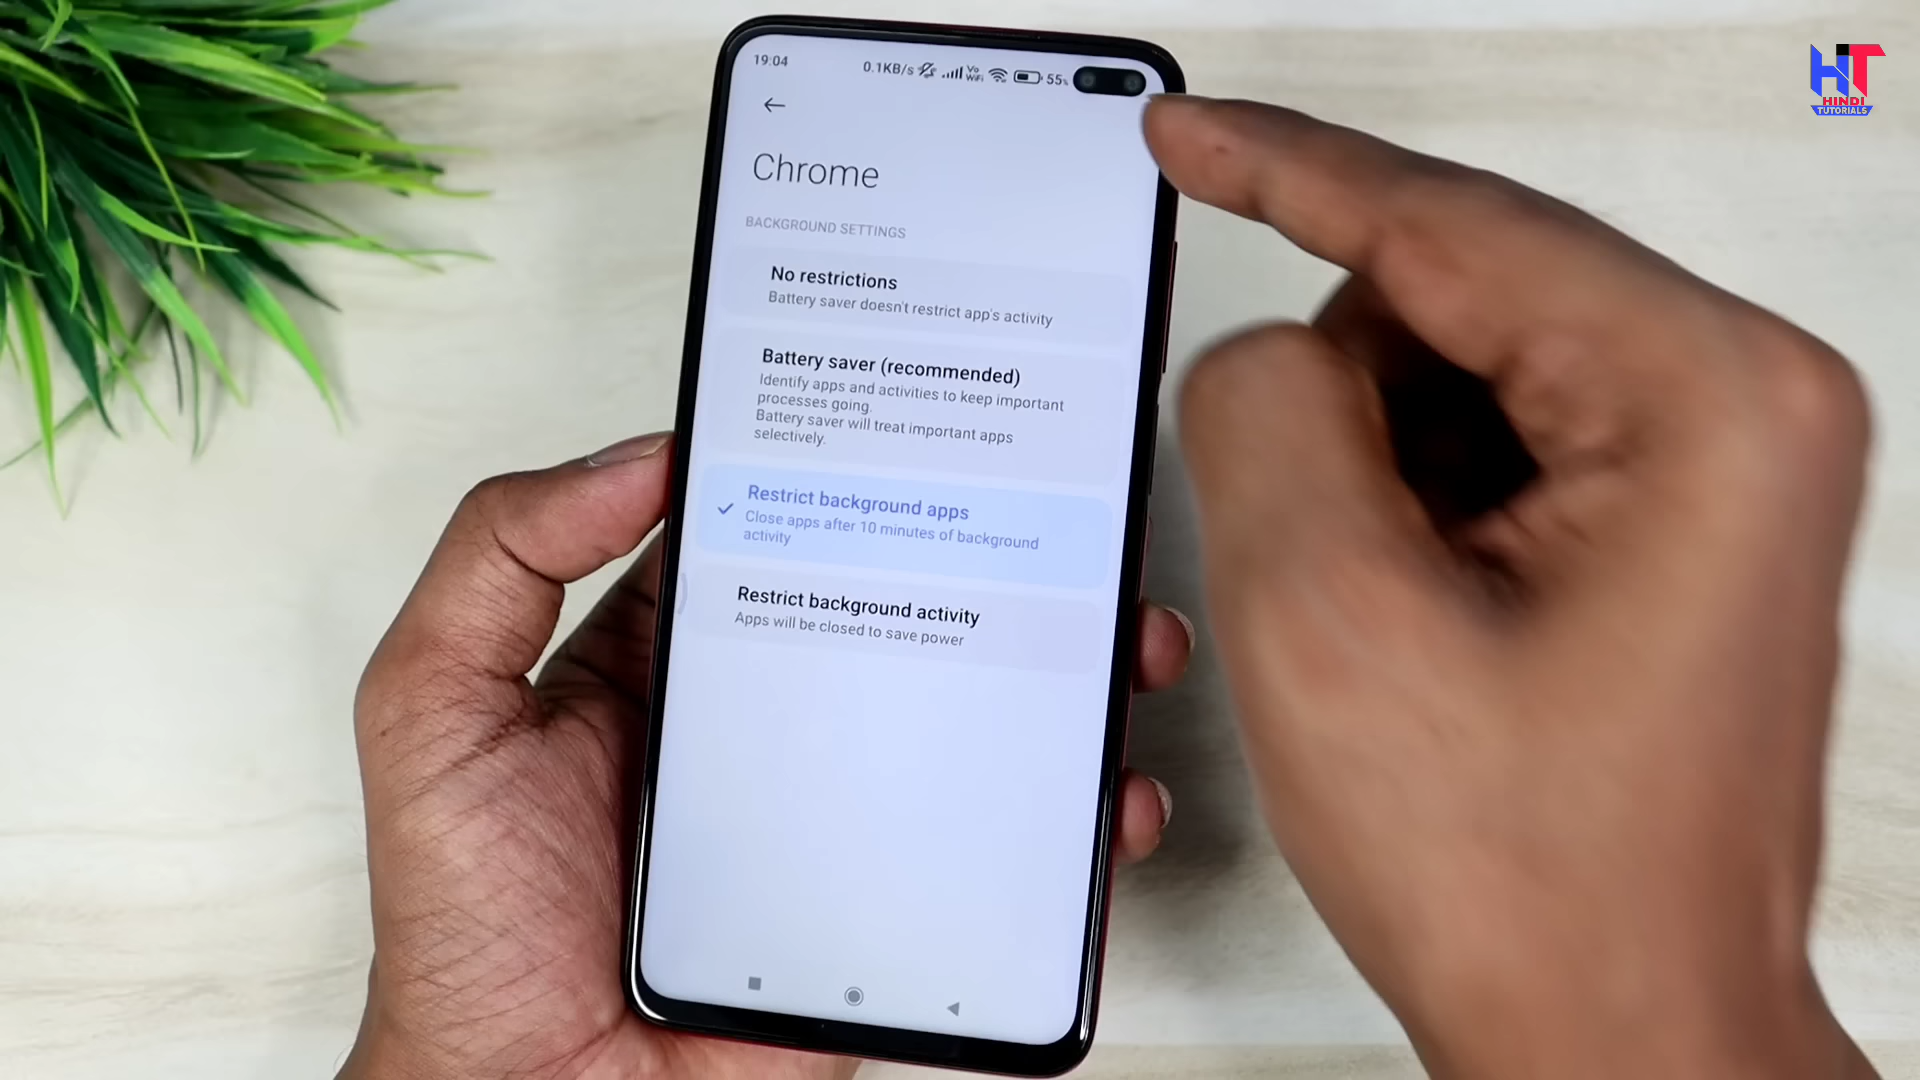 19:04 0.1KB/s Vo WiFi 55%
Chrome
BACKGROUND SETTINGS
No restrictions
Battery saver doesn't restrict app's activity
Battery saver (recommended)
Identify apps and activities to keep important
processes going.
Battery saver will treat important apps
selectively.
Restrict background apps
Close apps after 10 minutes of background
activity
Restrict background activity
Apps will be closed to save power
HT
HINDI
TUTORIALS